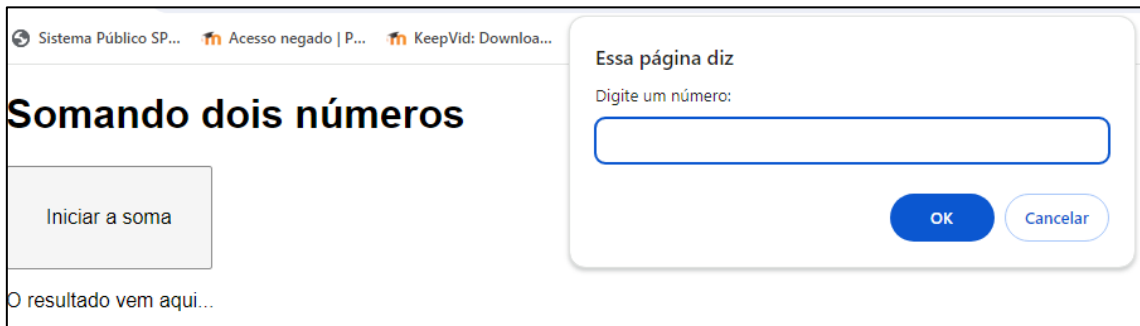 Sistema Público SP... Acesso negado | P... KeepVid: Downloa...
Somando dois números
Iniciar a soma
O resultado vem aqui...
Essa página diz
Digite um número:
OK Cancelar